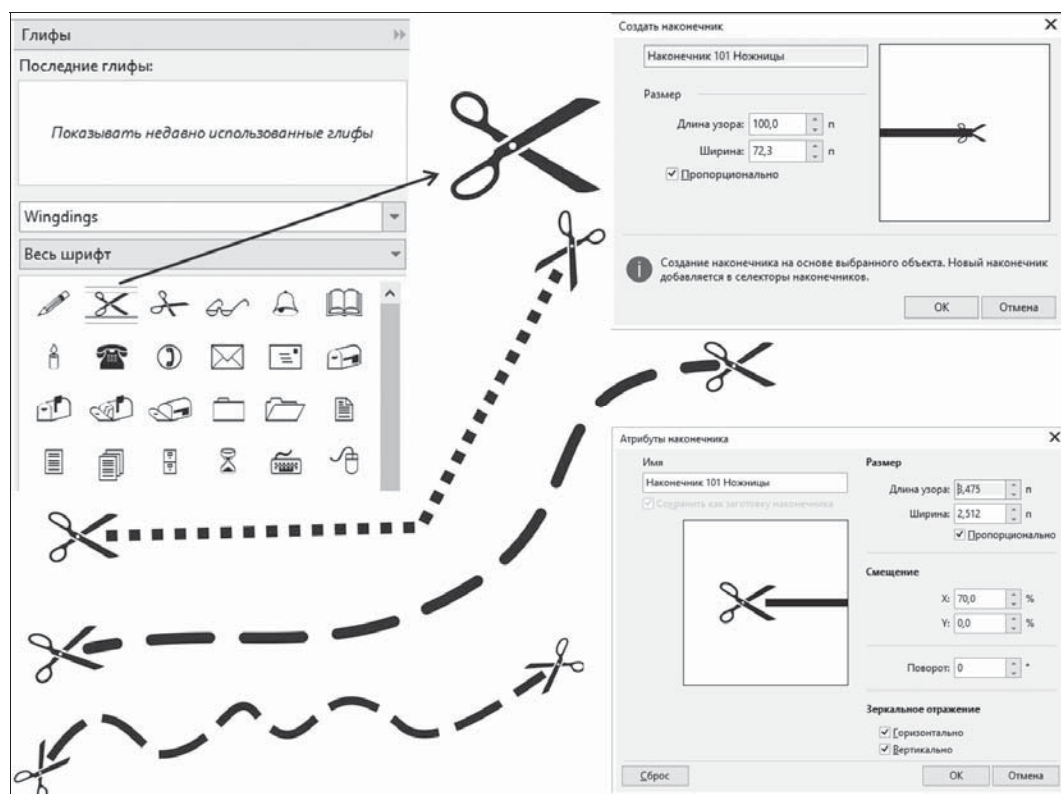 Глифы
Последние глифы:
Показывать недавно использованные глифы
Wingdings
Весь шрифт
Создать наконечник
Наконечник 101 Ножницы
Размер
Длина узора: 100,0 п
Ширина: 72,3 п
Пропорционально
Создание наконечника на основе выбранного объекта. Новый наконечник
добавляется в селекторы наконечников.
ОК Отмена
Атрибуты наконечника
Имя
Наконечник 101 Ножницы
Сохранить как заготовку наконечника
Размер
Длина узора: 3,475 п
Ширина: 2,512 п
Пропорционально
Смещение
X: 70,0 %
Y: 0,0 %
Поворот: 0 °
Зеркальное отражение
Горизонтально
Вертикально
Сброс
ОК Отмена